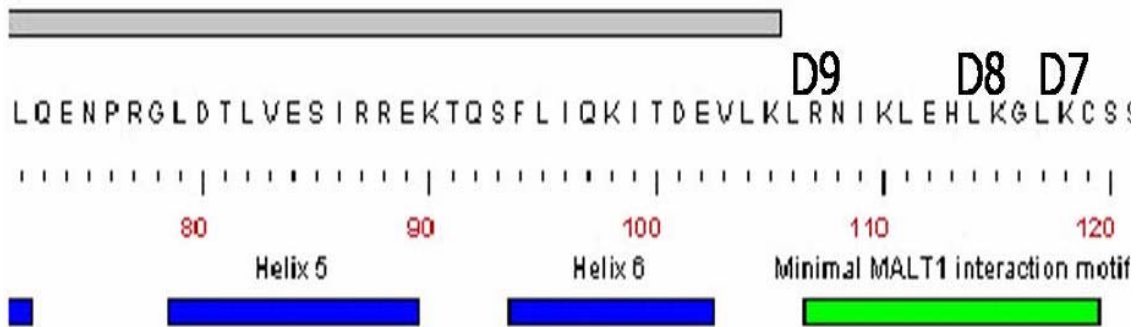 D9 D8 D7
LQENPRGLDTLVESIRREKTQSFLIQKITDEVLKLRNIKLEHLKGLKCSS
80 90 100 110 120
Helix 5 Helix 6 Minimal MALT1 interaction motif